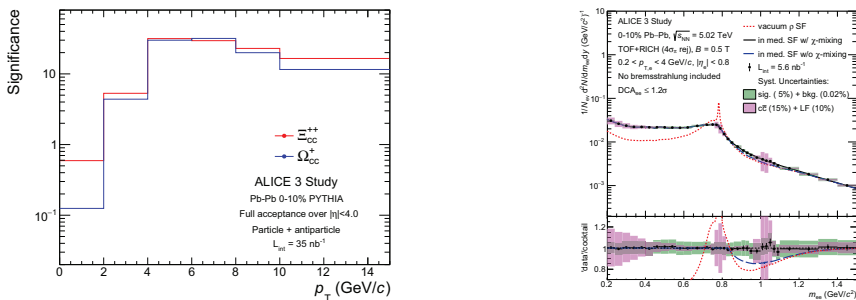 Significance
10
1
10⁻¹
0 2 4 6 8 10 12 14
p_T (GeV/c)
Ξ_cc^++
Ω_cc^+
ALICE 3 Study
Pb-Pb 0-10% PYTHIA
Full acceptance over |η|<4.0
Particle + antiparticle
L_int = 35 nb⁻¹
1/N_ev d²N/dm_ee dy (GeV/c²)⁻¹
10
1
10⁻¹
10⁻²
10⁻³
ALICE 3 Study
0-10% Pb–Pb, √s_NN = 5.02 TeV
TOF+RICH (4σ_π rej), B = 0.5 T
0.2 < p_T,e < 4 GeV/c, |η_e| < 0.8
No bremsstrahlung included
DCA_ee ≤ 1.2σ
vacuum ρ SF
in med. SF w/ χ-mixing
in med. SF w/o χ-mixing
L_int = 5.6 nb⁻¹
Syst. Uncertainties:
sig. ( 5%) + bkg. (0.02%)
cc̄ (15%) + LF (10%)
'data'/cocktail
1.2
1
0.8
0.2 0.4 0.6 0.8 1 1.2 1.4
m_ee (GeV/c²)